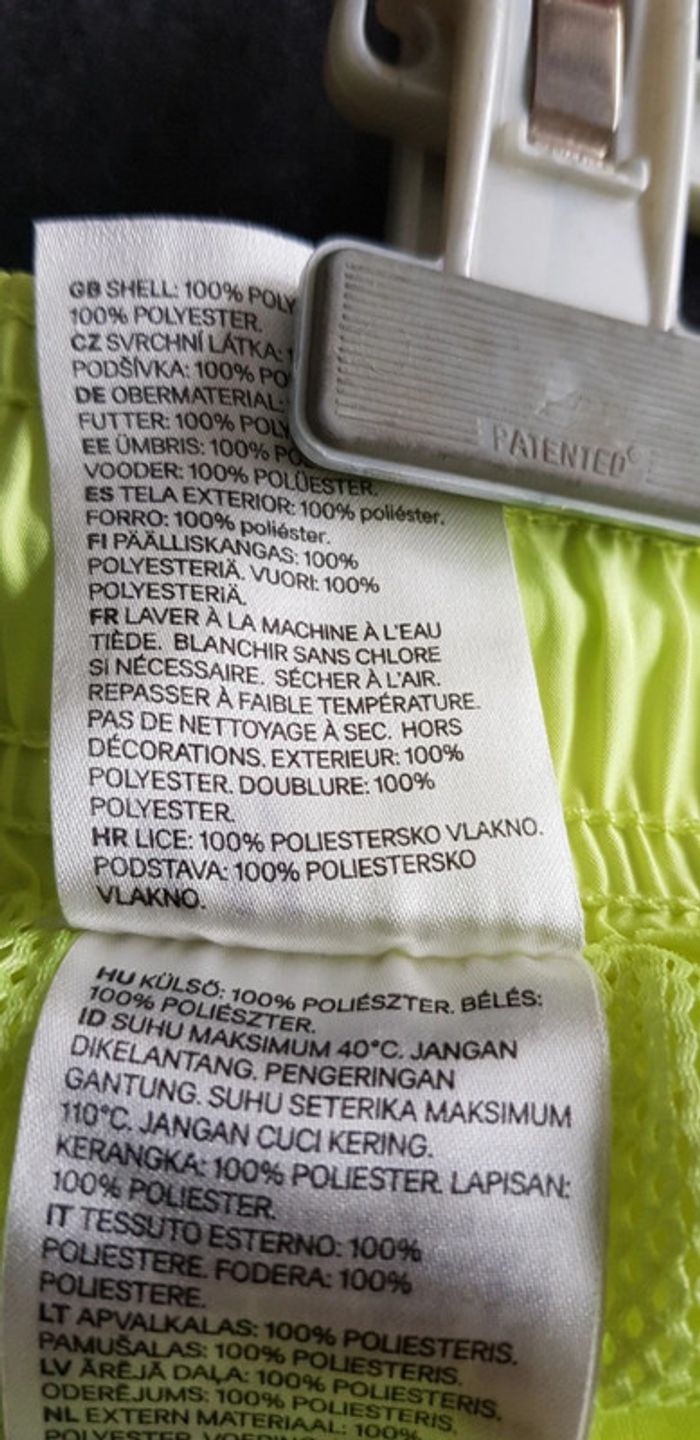 GB SHELL: 100% POLY
100% POLYESTER.
CZ SVRCHNÍ LÁTKA: 1
PODŠÍVKA: 100% PO
DE OBERMATERIAL:
FUTTER: 100% POLY
EE ÜMBRIS: 100% PO
VOODER: 100% POLÜESTER.
ES TELA EXTERIOR: 100% poliéster.
FORRO: 100% poliéster.
FI PÄÄLLISKANGAS: 100%
POLYESTERIÄ. VUORI: 100%
POLYESTERIÄ.
FR LAVER À LA MACHINE À L'EAU
TIÈDE. BLANCHIR SANS CHLORE
SI NÉCESSAIRE. SÉCHER À L'AIR.
REPASSER À FAIBLE TEMPÉRATURE.
PAS DE NETTOYAGE À SEC. HORS
DÉCORATIONS. EXTERIEUR: 100%
POLYESTER. DOUBLURE: 100%
POLYESTER.
HR LICE: 100% POLIESTERSKO VLAKNO.
PODSTAVA: 100% POLIESTERSKO
VLAKNO.
HU KÜLSŐ: 100% POLIÉSZTER. BÉLÉS:
100% POLIÉSZTER.
ID SUHU MAKSIMUM 40°C. JANGAN
DIKELANTANG. PENGERINGAN
GANTUNG. SUHU SETERIKA MAKSIMUM
110°C. JANGAN CUCI KERING.
KERANGKA: 100% POLIESTER. LAPISAN:
100% POLIESTER.
IT TESSUTO ESTERNO: 100%
POLIESTERE. FODERA: 100%
POLIESTERE.
LT APVALKALAS: 100% POLIESTERIS.
PAMUŠALAS: 100% POLIESTERIS.
LV ĀRĒJĀ DAĻA: 100% POLIESTERIS.
ODERĒJUMS: 100% POLIESTERIS.
NL EXTERN MATERIAAL: 100%
POLYESTER.
PATENTED